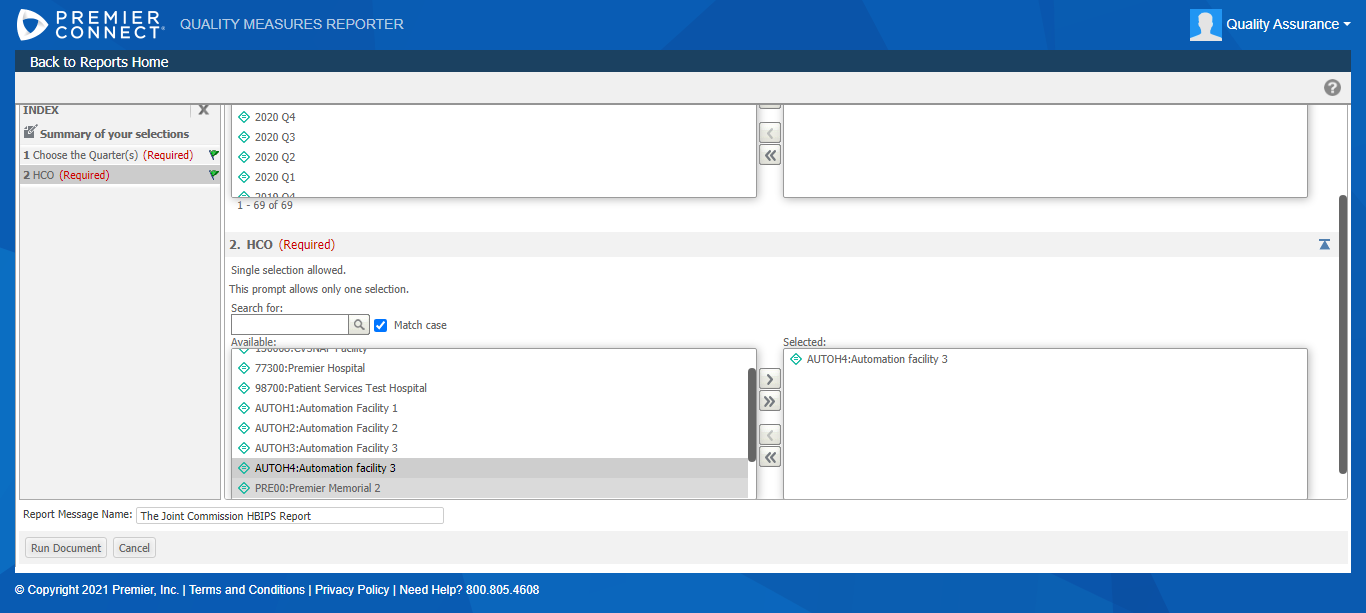 PREMIER CONNECT
QUALITY MEASURES REPORTER
Quality Assurance
Back to Reports Home
?
INDEX X
Summary of your selections
1 Choose the Quarter(s) (Required)
2 HCO (Required)
2020 Q4
2020 Q3
2020 Q2
2020 Q1
2019 Q4
1 - 69 of 69
2. HCO (Required)
Single selection allowed.
This prompt allows only one selection.
Search for:
Match case
Available:
77300:Premier Hospital
98700:Patient Services Test Hospital
AUTOH1:Automation Facility 1
AUTOH2:Automation Facility 2
AUTOH3:Automation Facility 3
AUTOH4:Automation facility 3
PRE00:Premier Memorial 2
Selected:
AUTOH4:Automation facility 3
Report Message Name: The Joint Commission HBIPS Report
Run Document Cancel
© Copyright 2021 Premier, Inc. | Terms and Conditions | Privacy Policy | Need Help? 800.805.4608